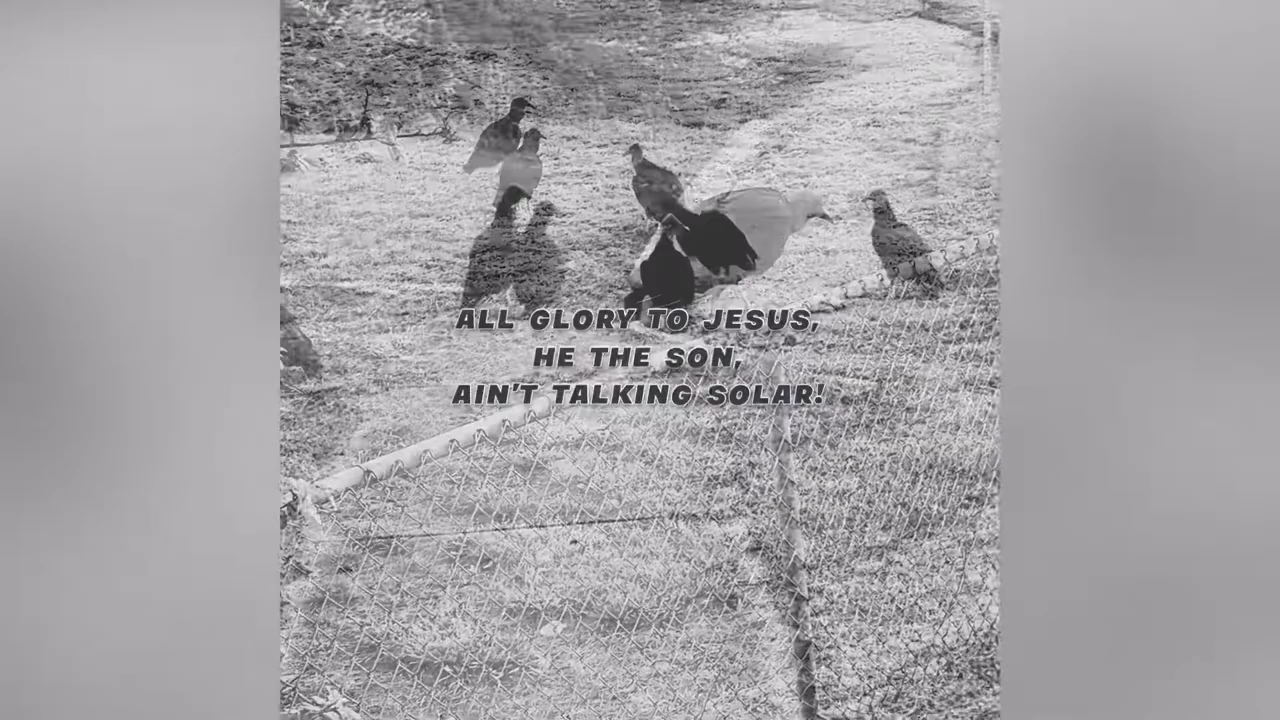 ALL GLORY TO JESUS,
HE THE SON,
AIN'T TALKING SOLAR!